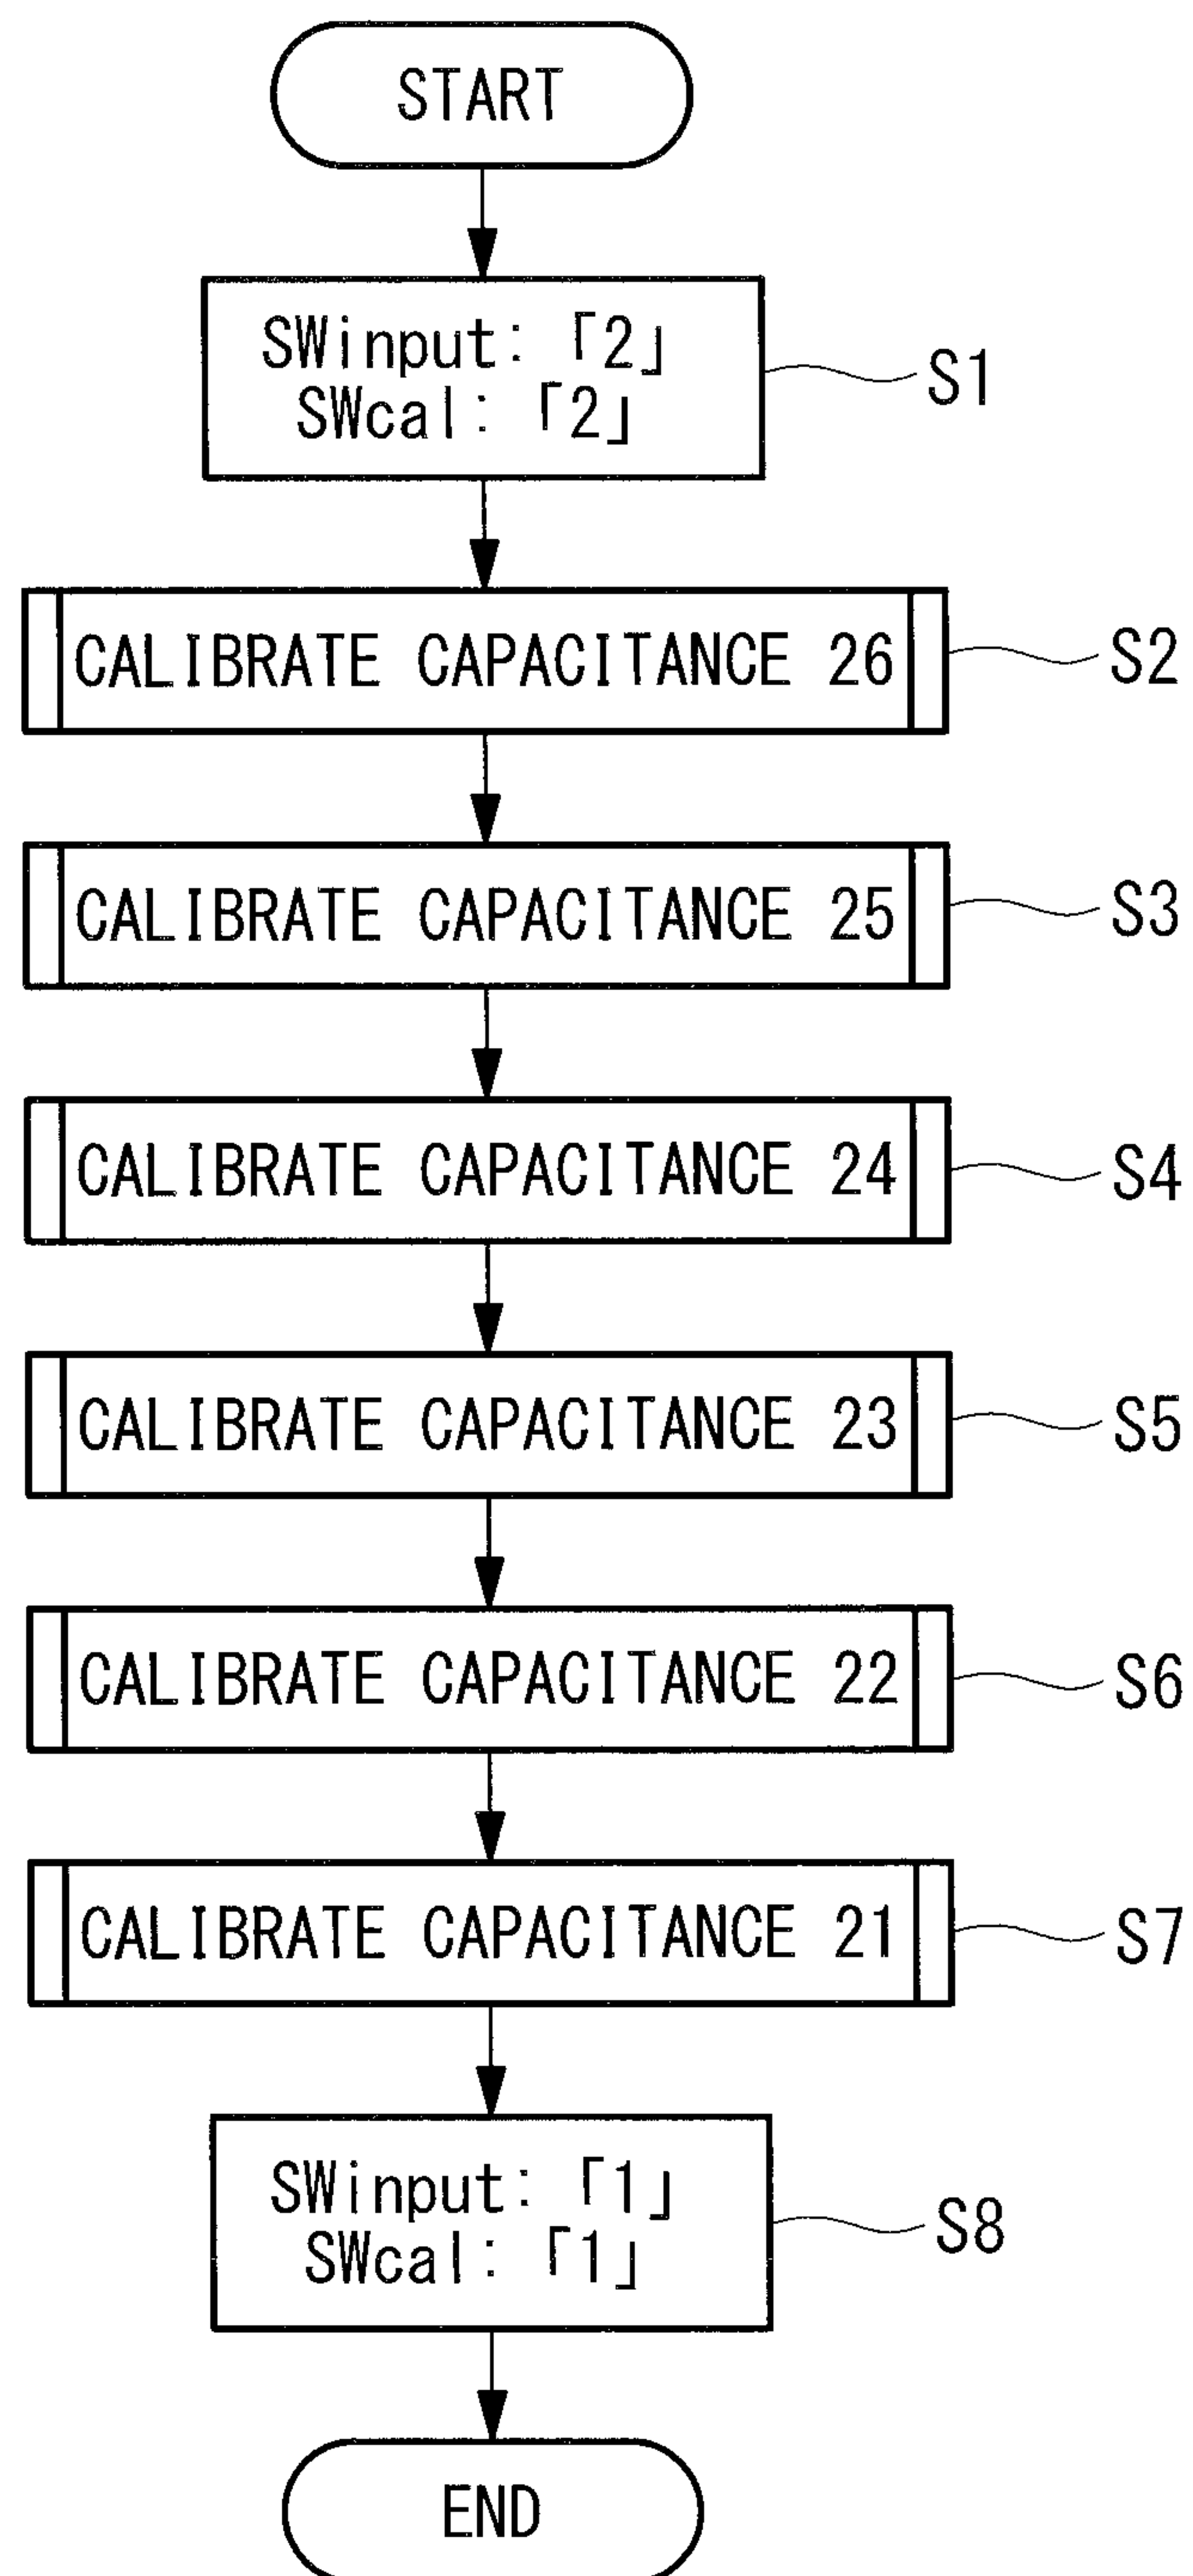 START
SWinput: ｢2｣
SWcal: ｢2｣
S1
CALIBRATE CAPACITANCE 26
S2
CALIBRATE CAPACITANCE 25
S3
CALIBRATE CAPACITANCE 24
S4
CALIBRATE CAPACITANCE 23
S5
CALIBRATE CAPACITANCE 22
S6
CALIBRATE CAPACITANCE 21
S7
SWinput: ｢1｣
SWcal: ｢1｣
S8
END